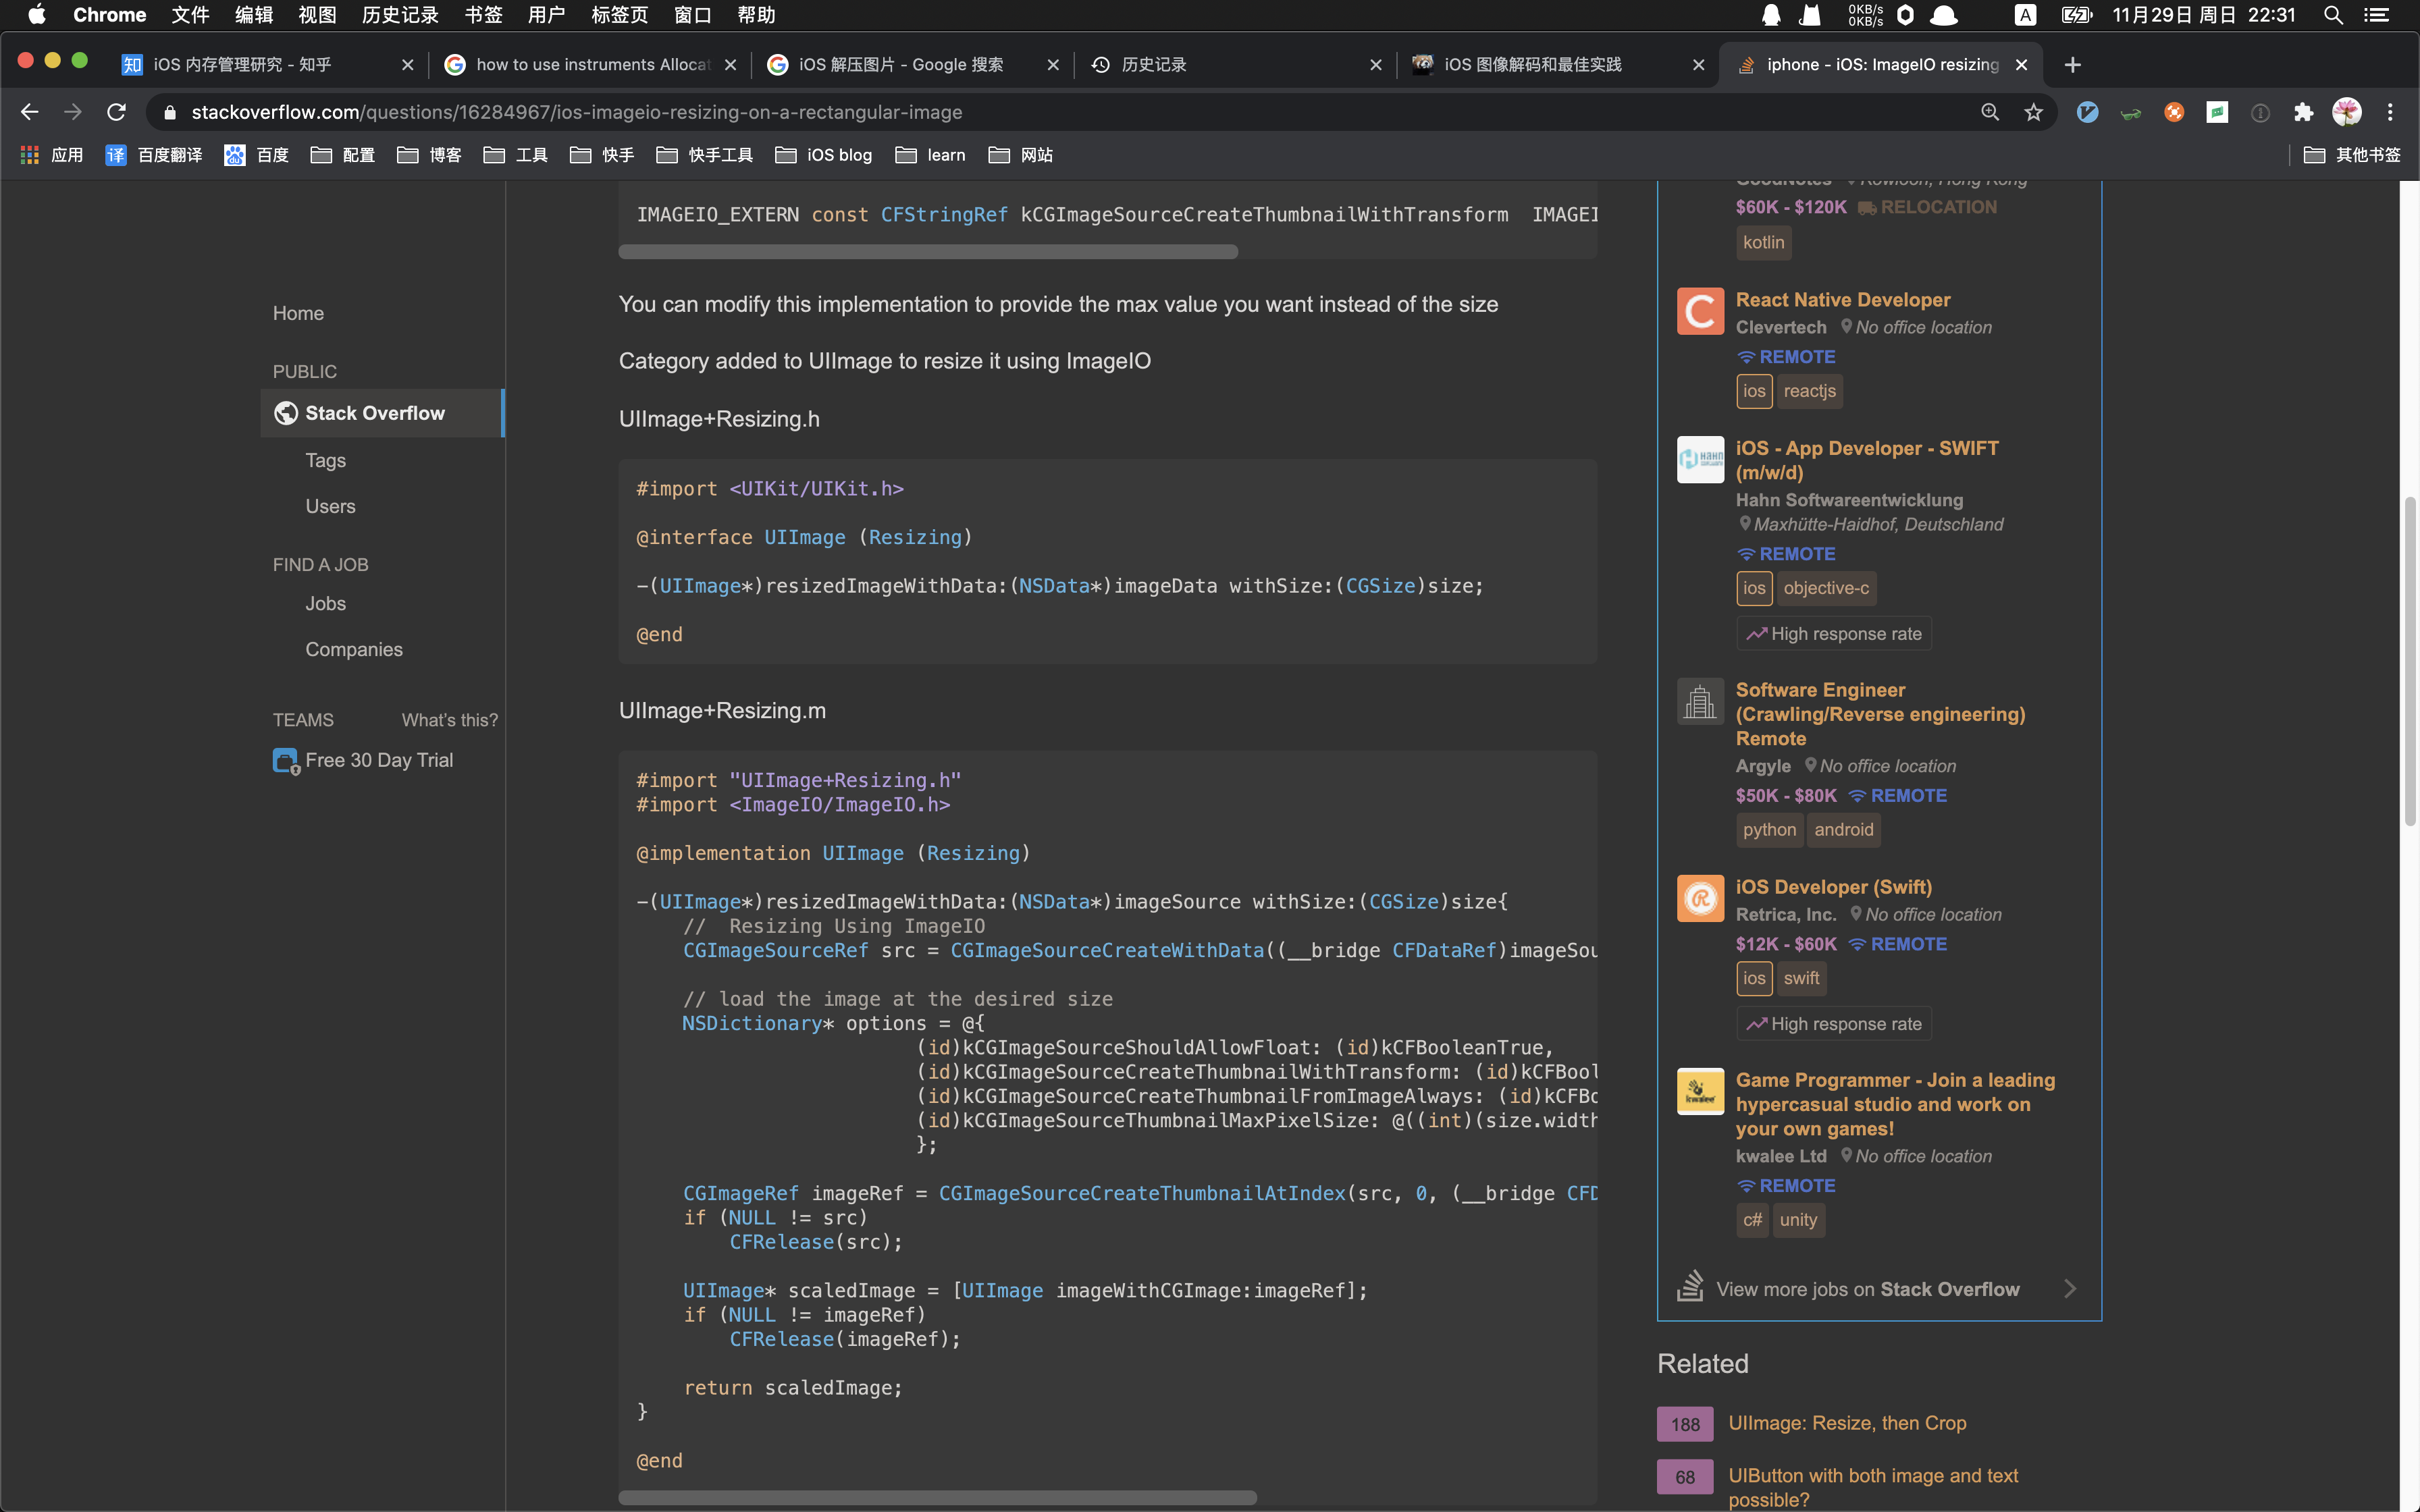 Chrome 文件 编辑 视图 历史记录 书签 用户 标签页 窗口 帮助
0KB/s
0KB/s
A
11月29日 周日 22:31
知 iOS 内存管理研究 - 知乎
how to use instruments Allocat
iOS 解压图片 - Google 搜索
历史记录
iOS 图像解码和最佳实践
iphone - iOS: ImageIO resizing
stackoverflow.com/questions/16284967/ios-imageio-resizing-on-a-rectangular-image
应用 译 百度翻译 du 百度 配置 博客 工具 快手 快手工具 iOS blog learn 网站 其他书签
Home
PUBLIC
Stack Overflow
Tags
Users
FIND A JOB
Jobs
Companies
TEAMS What's this?
Free 30 Day Trial
IMAGEIO_EXTERN const CFStringRef kCGImageSourceCreateThumbnailWithTransform IMAGEI
You can modify this implementation to provide the max value you want instead of the size
Category added to UIImage to resize it using ImageIO
UIImage+Resizing.h
#import <UIKit/UIKit.h>
@interface UIImage (Resizing)
-(UIImage*)resizedImageWithData:(NSData*)imageData withSize:(CGSize)size;
@end
UIImage+Resizing.m
#import "UIImage+Resizing.h"
#import <ImageIO/ImageIO.h>
@implementation UIImage (Resizing)
-(UIImage*)resizedImageWithData:(NSData*)imageSource withSize:(CGSize)size{
// Resizing Using ImageIO
CGImageSourceRef src = CGImageSourceCreateWithData((__bridge CFDataRef)imageSou
// load the image at the desired size
NSDictionary* options = @{
(id)kCGImageSourceShouldAllowFloat: (id)kCFBooleanTrue,
(id)kCGImageSourceCreateThumbnailWithTransform: (id)kCFBool
(id)kCGImageSourceCreateThumbnailFromImageAlways: (id)kCFBo
(id)kCGImageSourceThumbnailMaxPixelSize: @((int)(size.width
};
CGImageRef imageRef = CGImageSourceCreateThumbnailAtIndex(src, 0, (__bridge CFD
if (NULL != src)
CFRelease(src);
UIImage* scaledImage = [UIImage imageWithCGImage:imageRef];
if (NULL != imageRef)
CFRelease(imageRef);
return scaledImage;
}
@end
GoodNotes Kowloon, Hong Kong
$60K - $120K RELOCATION
kotlin
React Native Developer
Clevertech No office location
REMOTE
ios reactjs
iOS - App Developer - SWIFT
(m/w/d)
Hahn Softwareentwicklung
Maxhütte-Haidhof, Deutschland
REMOTE
ios objective-c
High response rate
Software Engineer
(Crawling/Reverse engineering)
Remote
Argyle No office location
$50K - $80K REMOTE
python android
iOS Developer (Swift)
Retrica, Inc. No office location
$12K - $60K REMOTE
ios swift
High response rate
Game Programmer - Join a leading
hypercasual studio and work on
your own games!
kwalee Ltd No office location
REMOTE
c# unity
View more jobs on Stack Overflow
Related
188 UIImage: Resize, then Crop
68 UIButton with both image and text
possible?